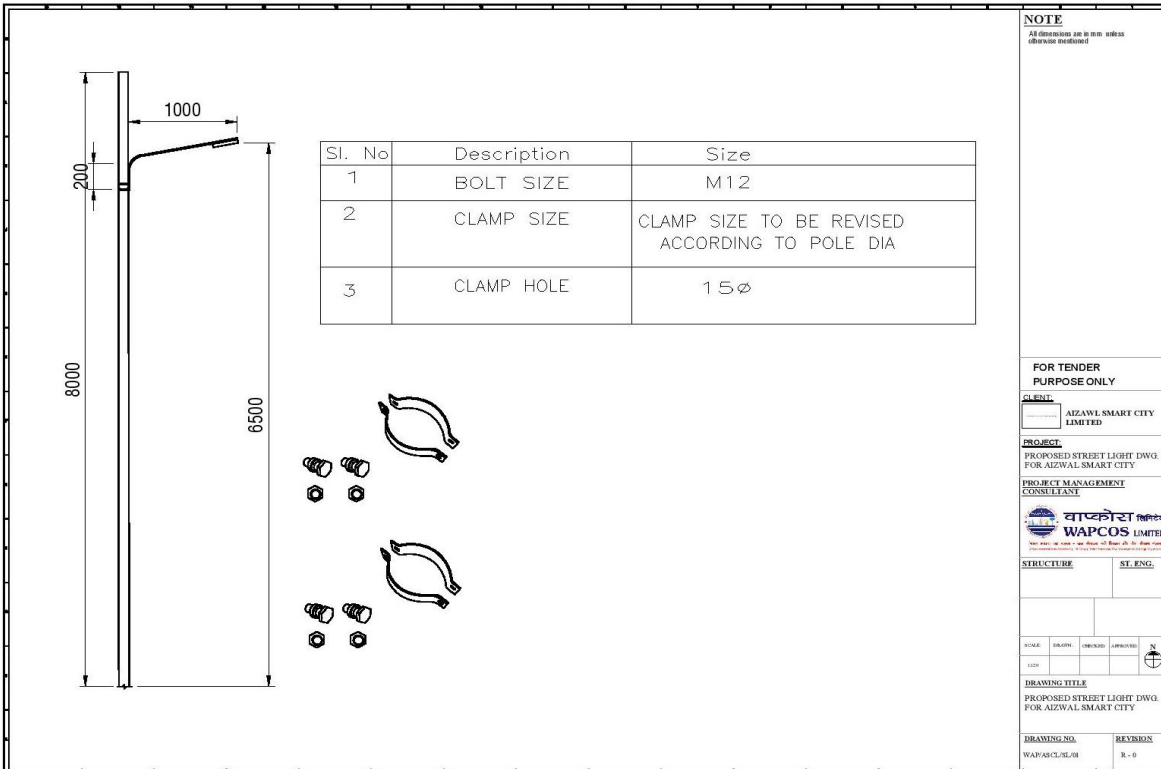 1000
200
8000
6500
Sl. No Description Size
1 BOLT SIZE M12
2 CLAMP SIZE CLAMP SIZE TO BE REVISED
ACCORDING TO POLE DIA
3 CLAMP HOLE 15ø
NOTE
All dimensions are in mm unless
otherwise mentioned
FOR TENDER
PURPOSE ONLY
CLIENT:
AIZAWL SMART CITY
LIMITED
PROJECT:
PROPOSED STREET LIGHT DWG.
FOR AIZWAL SMART CITY
PROJECT MANAGEMENT
CONSULTANT
WAPCOS LIMITED
STRUCTURE ST. ENG.
SCALE DRAWN. CHECKED APPROVED N
DRAWING TITLE
PROPOSED STREET LIGHT DWG.
FOR AIZWAL SMART CITY
DRAWING NO. REVISION
WAP/ASCL/SL/01 R - 0